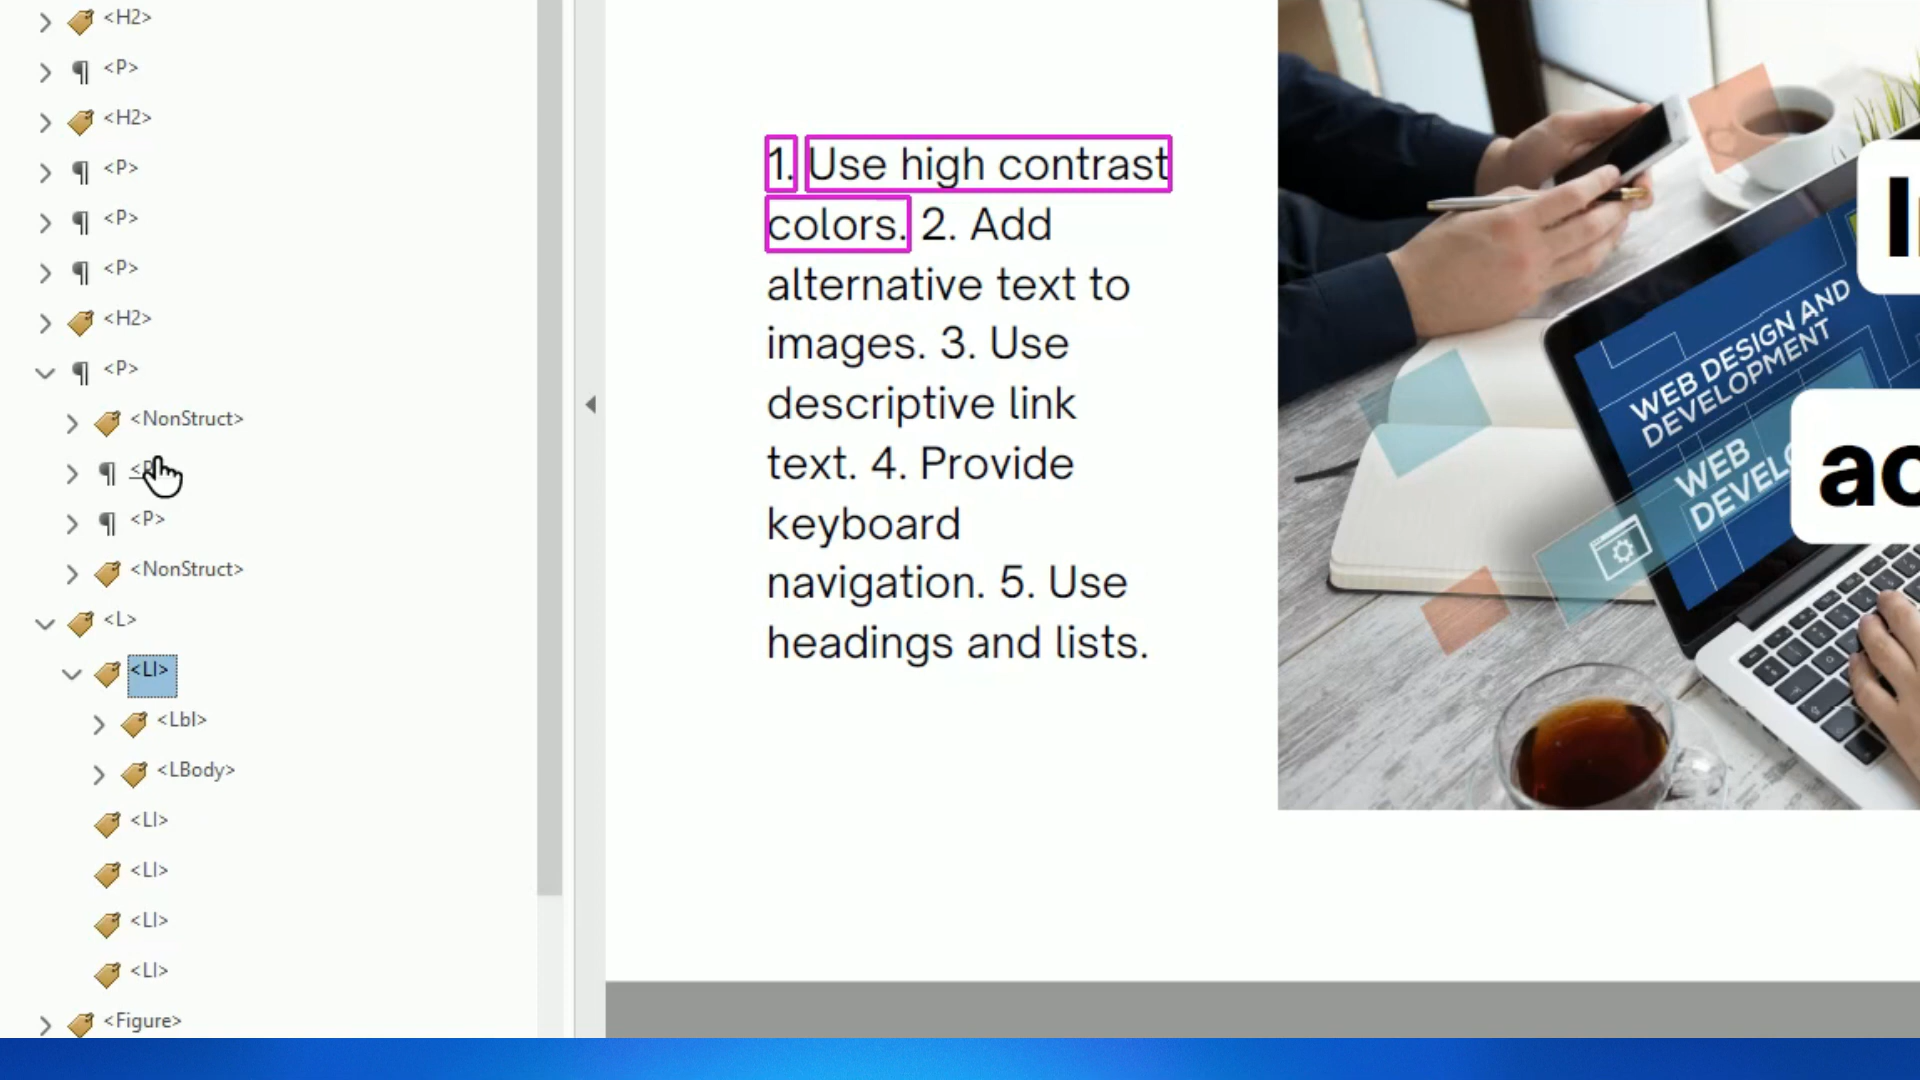 <H2>
<P>
<H2>
<P>
<P>
<P>
<H2>
<P>
<NonStruct>
<P>
<NonStruct>
<L>
<LI>
<Lbl>
<LBody>
<LI>
<LI>
<LI>
<LI>
<Figure>
1. Use high contrast
colors. 2. Add
alternative text to
images. 3. Use
descriptive link
text. 4. Provide
keyboard
navigation. 5. Use
headings and lists.
WEB DESIGN AND
DEVELOPMENT
WEB